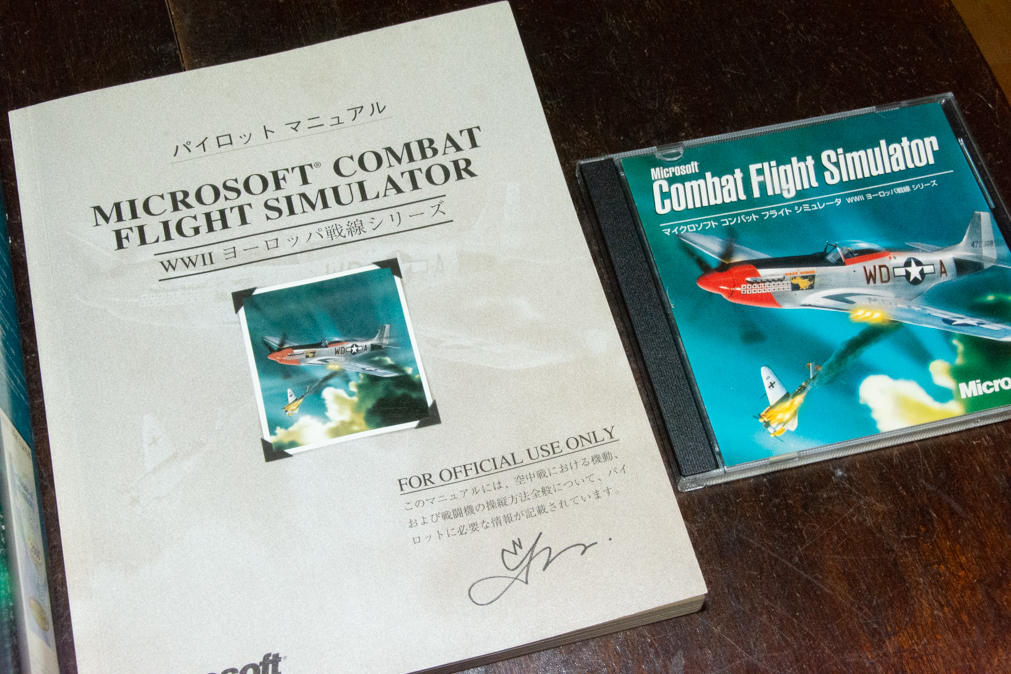 パイロット マニュアル
MICROSOFT® COMBAT
FLIGHT SIMULATOR
WWII ヨーロッパ戦線シリーズ
WD A
FOR OFFICIAL USE ONLY
このマニュアルには、空中戦における機動、
および戦闘機の操縦方法全般について、パイ
ロットに必要な情報が記載されています。
Microsoft
Combat Flight Simulator
マイクロソフト コンバット フライト シミュレータ WWII ヨーロッパ戦線 シリーズ
WD A
Micro